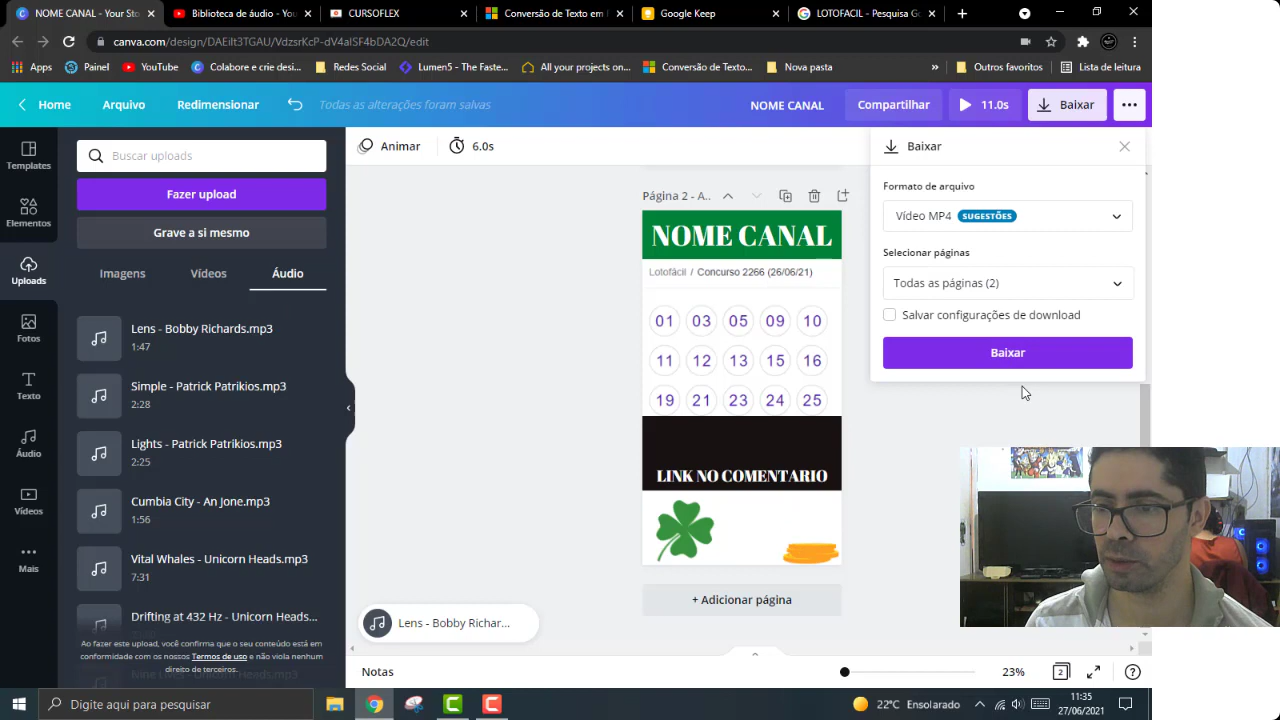 NOME CANAL - Your Sto
Biblioteca de áudio - You
CURSOFLEX
Conversão de Texto em
Google Keep
LOTOFACIL - Pesquisa Go
canva.com/design/DAEiIt3TGAU/VdzsrKcP-dV4aISF4bDA2Q/edit
Apps
Painel
YouTube
Colabore e crie desi...
Redes Social
Lumen5 - The Faste...
All your projects on...
Conversão de Texto...
Nova pasta
»
Outros favoritos
Lista de leitura
Home
Arquivo
Redimensionar
Todas as alterações foram salvas
NOME CANAL
Compartilhar
11.0s
Baixar
Templates
Elementos
Uploads
Fotos
Texto
Áudio
Vídeos
Mais
Buscar uploads
Fazer upload
Grave a si mesmo
Imagens
Vídeos
Áudio
Lens - Bobby Richards.mp3
1:47
Simple - Patrick Patrikios.mp3
2:28
Lights - Patrick Patrikios.mp3
2:25
Cumbia City - An Jone.mp3
1:56
Vital Whales - Unicorn Heads.mp3
7:31
Drifting at 432 Hz - Unicorn Heads...
Ao fazer este upload, você confirma que o seu conteúdo está em
conformidade com os nossos Termos de uso e não viola nenhum
direito de terceiros.
Animar
6.0s
Página 2 - A..
NOME CANAL
Lotofácil / Concurso 2266 (26/06/21)
01 03 05 09 10
11 12 13 15 16
19 21 23 24 25
LINK NO COMENTARIO
+ Adicionar página
Lens - Bobby Richar...
Baixar
Formato de arquivo
Vídeo MP4 SUGESTÕES
Selecionar páginas
Todas as páginas (2)
Salvar configurações de download
Baixar
Notas
23%
2
Digite aqui para pesquisar
22°C Ensolarado
11:35
27/06/2021